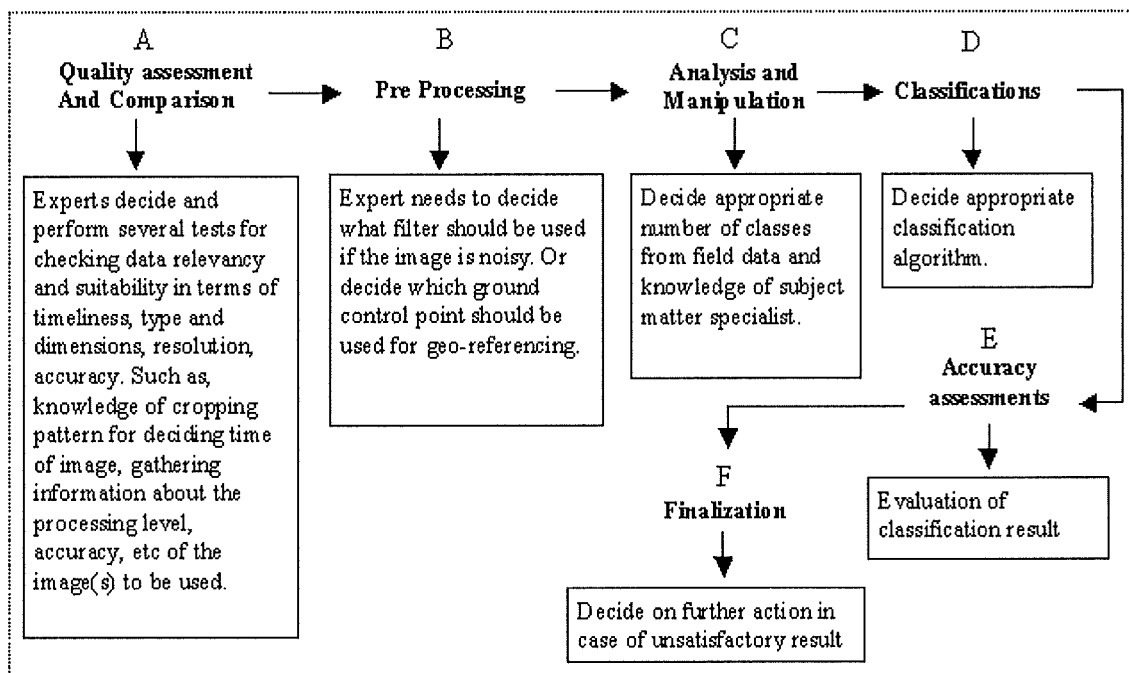 A
Quality assessment
And Comparison
Experts decide and
perform several tests for
checking data relevancy
and suitability in terms of
timeliness, type and
dimensions, resolution,
accuracy. Such as,
knowledge of cropping
pattern for deciding time
of image, gathering
information about the
processing level,
accuracy, etc of the
image(s) to be used.
B
Pre Processing
Expert needs to decide
what filter should be used
if the image is noisy. Or
decide which ground
control point should be
used for geo-referencing.
C
Analysis and
Manipulation
Decide appropriate
number of classes
from field data and
knowledge of subject
matter specialist.
D
Classifications
Decide appropriate
classification
algorithm.
E
Accuracy
assessments
Evaluation of
classification result
F
Finalization
Decide on further action in
case of unsatisfactory result